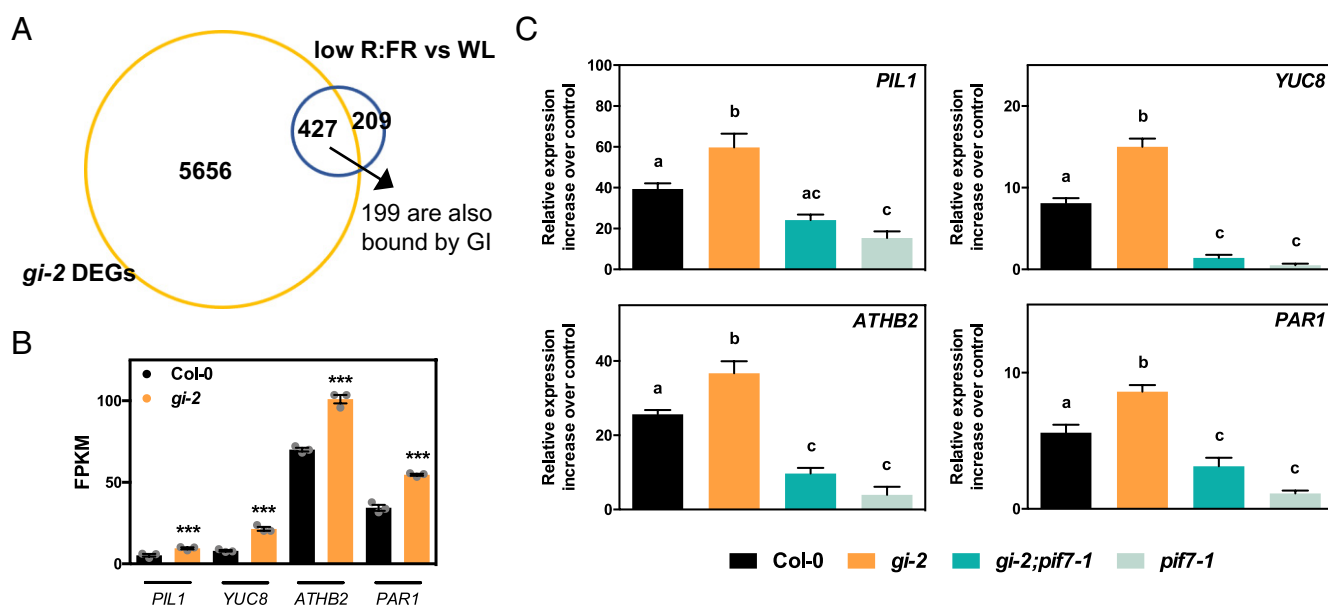 A
low R:FR vs WL
427
209
5656
199 are also
bound by GI
gi-2 DEGs
B
Col-0
gi-2
FPKM
100
50
0
***
***
***
***
PIL1
YUC8
ATHB2
PAR1
C
PIL1
Relative expression
increase over control
100
80
60
40
20
0
a
b
ac
c
YUC8
Relative expression
increase over control
20
10
0
a
b
c
c
ATHB2
Relative expression
increase over control
40
20
0
a
b
c
c
PAR1
Relative expression
increase over control
10
0
a
b
c
c
Col-0
gi-2
gi-2;pif7-1
pif7-1